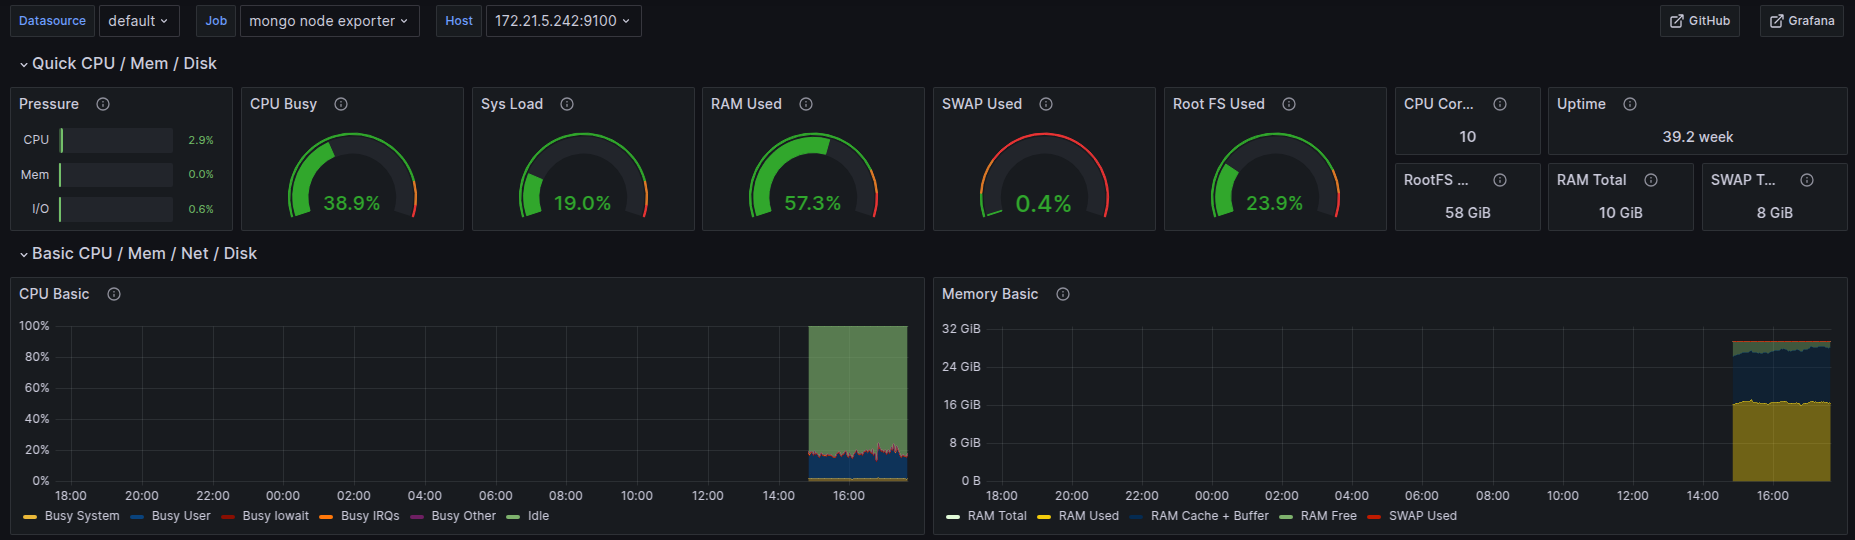 Datasource default Job mongo node exporter Host 172.21.5.242:9100 GitHub Grafana
Quick CPU / Mem / Disk
Pressure CPU Busy Sys Load RAM Used SWAP Used Root FS Used CPU Cor... Uptime
CPU 2.9%
Mem 0.0%
I/O 0.6%
38.9%
19.0%
57.3%
0.4%
23.9%
10
39.2 week
RootFS ... RAM Total SWAP T...
58 GiB 10 GiB 8 GiB
Basic CPU / Mem / Net / Disk
CPU Basic
100%
80%
60%
40%
20%
0%
18:00 20:00 22:00 00:00 02:00 04:00 06:00 08:00 10:00 12:00 14:00 16:00
Busy System Busy User Busy Iowait Busy IRQs Busy Other Idle
Memory Basic
32 GiB
24 GiB
16 GiB
8 GiB
0 B
18:00 20:00 22:00 00:00 02:00 04:00 06:00 08:00 10:00 12:00 14:00 16:00
RAM Total RAM Used RAM Cache + Buffer RAM Free SWAP Used